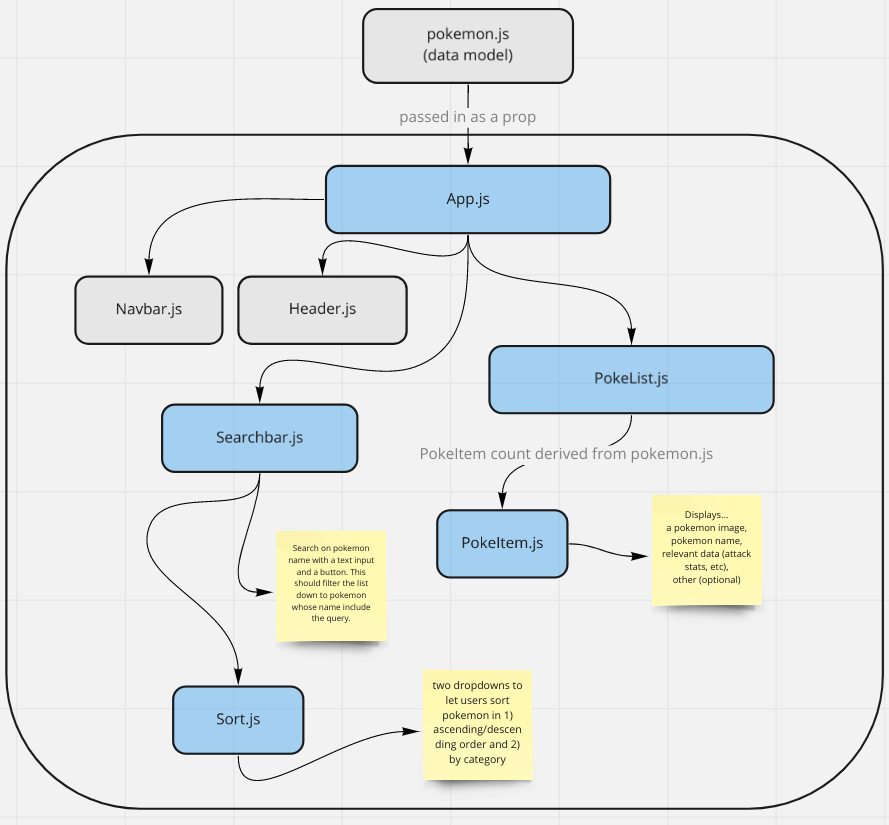 pokemon.js
(data model)
passed in as a prop
App.js
Navbar.js
Header.js
PokeList.js
Searchbar.js
PokeItem count derived from pokemon.js
PokeItem.js
Displays...
a pokemon image,
pokemon name,
relevant data (attack
stats, etc),
other (optional)
Search on pokemon
name with a text input
and a button. This
should filter the list
down to pokemon
whose name include
the query.
Sort.js
two dropdowns to
let users sort
pokemon in 1)
ascending/descen
ding order and 2)
by category